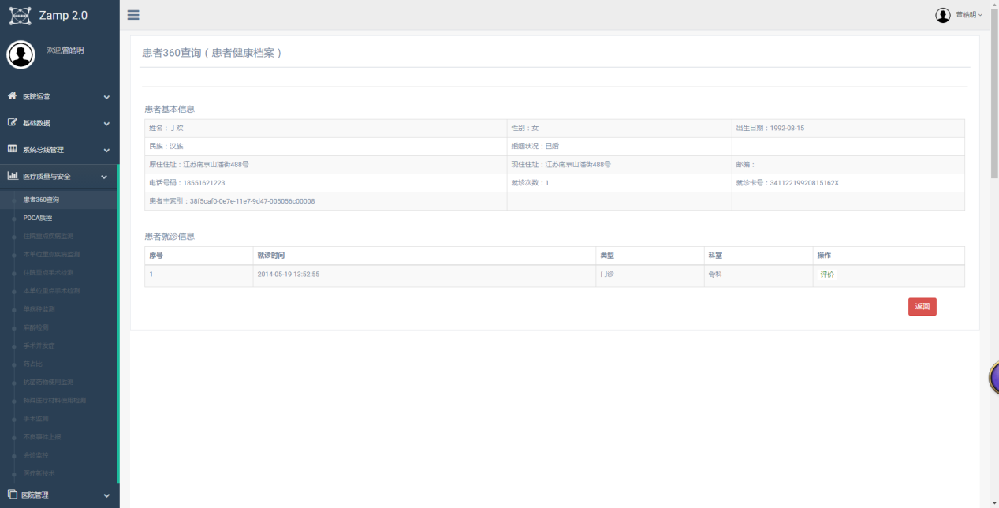 Zamp 2.0
曾皓明
欢迎,曾皓明
患者360查询 ( 患者健康档案 )
医院运营
基础数据
系统总线管理
医疗质量与安全
患者360查询
PDCA质控
住院重点疾病监测
本单位重点疾病监测
住院重点手术检测
本单位重点手术检测
单病种监测
麻醉检测
手术并发症
药占比
抗菌药物使用监测
特殊医疗材料使用检测
手术监测
不良事件上报
会诊监控
医疗新技术
医院管理
患者基本信息
姓名：丁欢 性别：女 出生日期：1992-08-15
民族：汉族 婚姻状况：已婚
原住住址：江苏南京山潘街488号 现住住址：江苏南京山潘街488号 邮编：
电话号码：18551621223 就诊次数：1 就诊卡号：34112219920815162X
患者主索引：38f5caf0-0e7e-11e7-9d47-005056c00008
患者就诊信息
序号 就诊时间 类型 科室 操作
1 2014-05-19 13:52:55 门诊 骨科 评价
返回